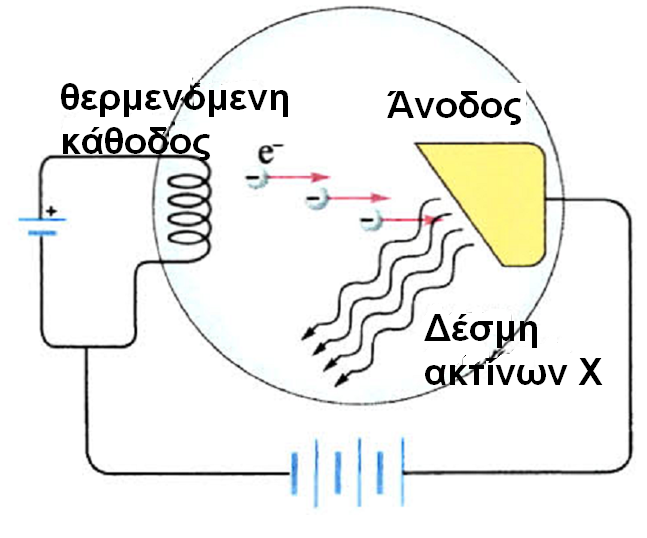 θερμενόμενη
κάθοδος
Άνοδος
e⁻
+
-
-
-
Δέσμη
ακτίνων Χ